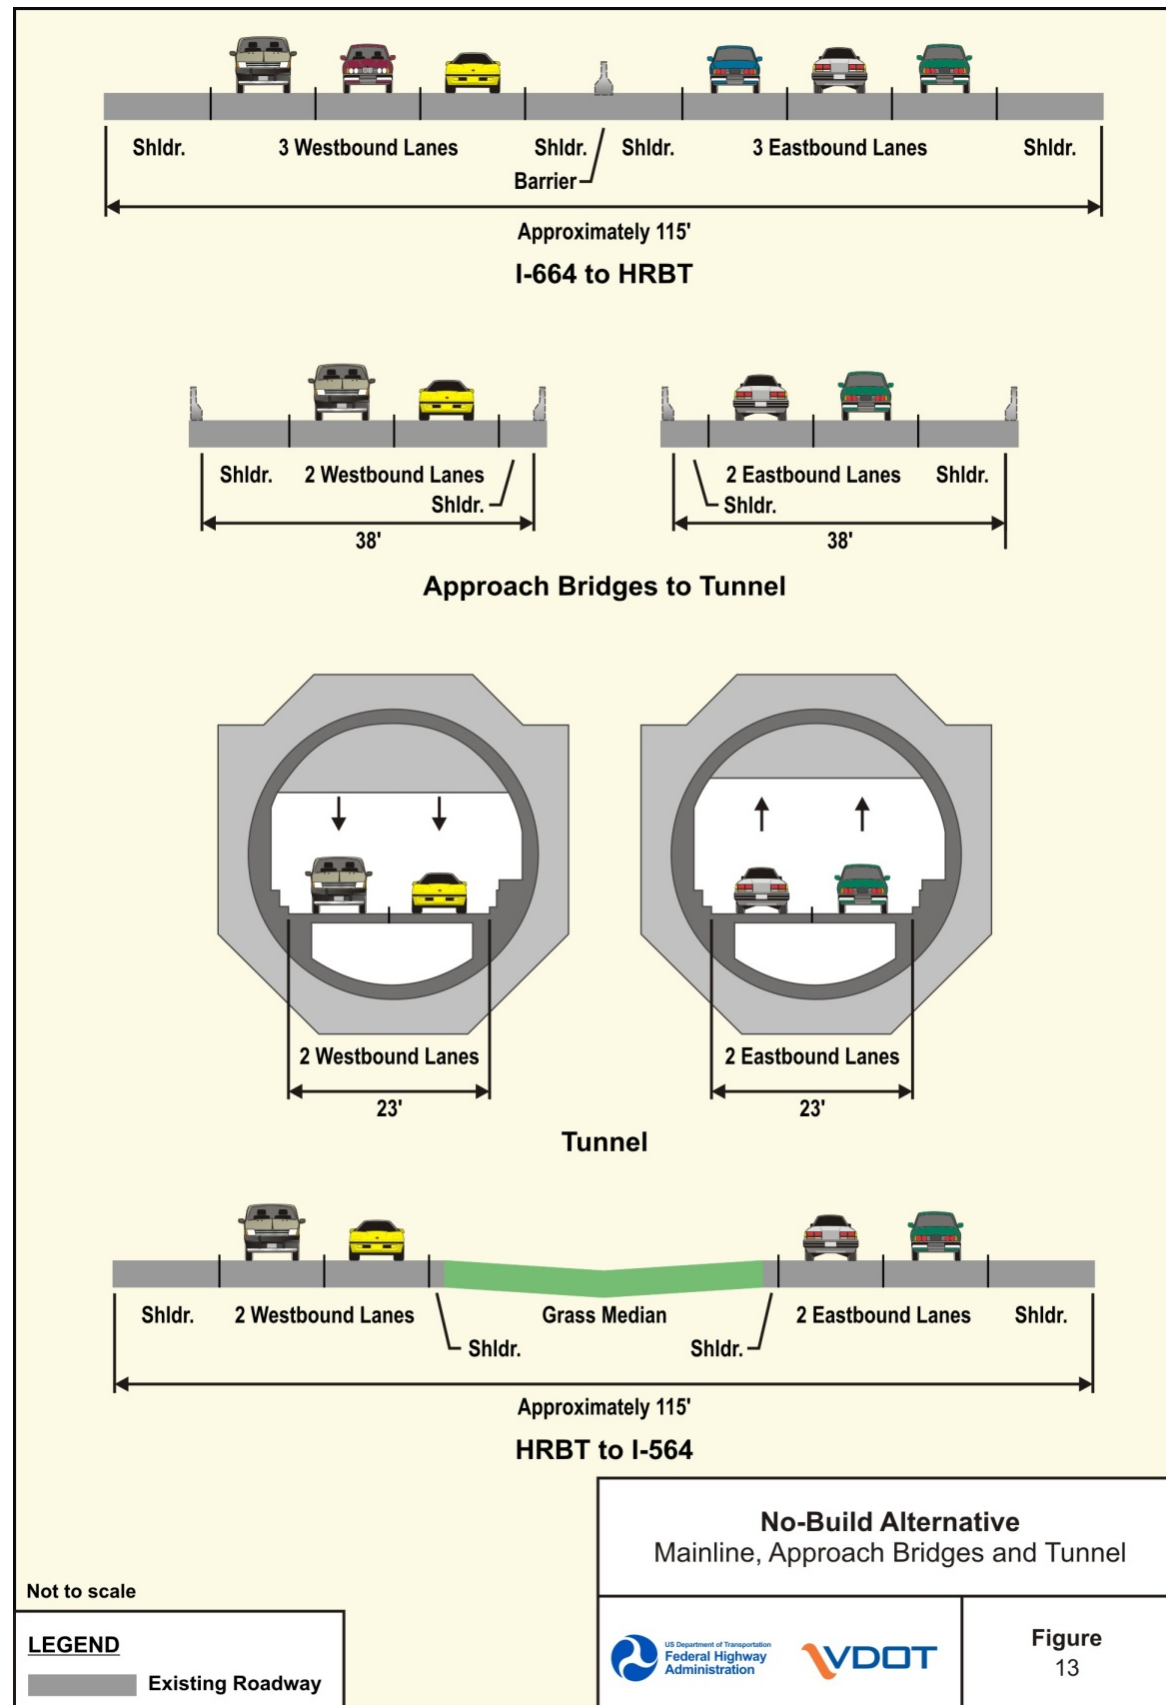 Shldr. 3 Westbound Lanes Shldr. Shldr. 3 Eastbound Lanes Shldr.
Barrier
Approximately 115'
I-664 to HRBT
Shldr. 2 Westbound Lanes 2 Eastbound Lanes Shldr.
Shldr. Shldr.
38' 38'
Approach Bridges to Tunnel
2 Westbound Lanes 2 Eastbound Lanes
23' 23'
Tunnel
Shldr. 2 Westbound Lanes Grass Median 2 Eastbound Lanes Shldr.
Shldr. Shldr.
Approximately 115'
HRBT to I-564
No-Build Alternative
Mainline, Approach Bridges and Tunnel
Not to scale
LEGEND
Existing Roadway
US Department of Transportation
Federal Highway
Administration
VDOT
Figure
13